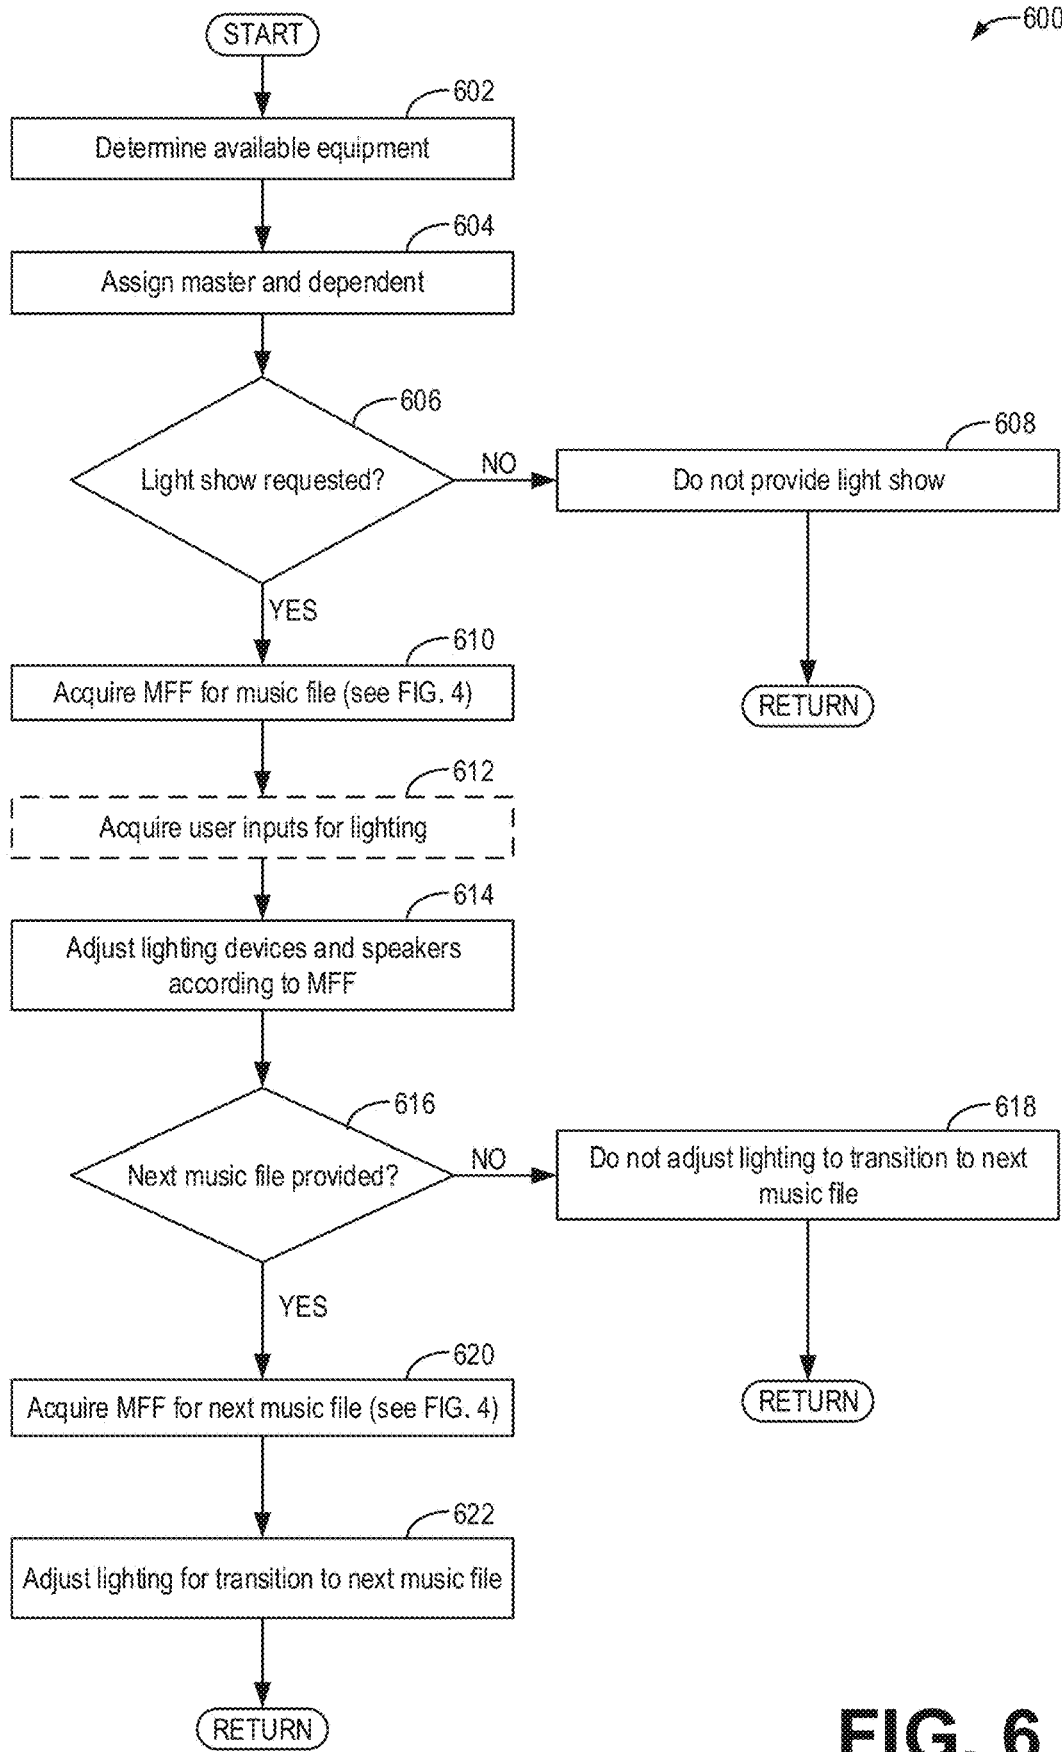 600
START
602
Determine available equipment
604
Assign master and dependent
606
Light show requested?
NO
608
Do not provide light show
RETURN
YES
610
Acquire MFF for music file (see FIG. 4)
612
Acquire user inputs for lighting
614
Adjust lighting devices and speakers
according to MFF
616
Next music file provided?
NO
618
Do not adjust lighting to transition to next
music file
RETURN
YES
620
Acquire MFF for next music file (see FIG. 4)
622
Adjust lighting for transition to next music file
RETURN
FIG. 6